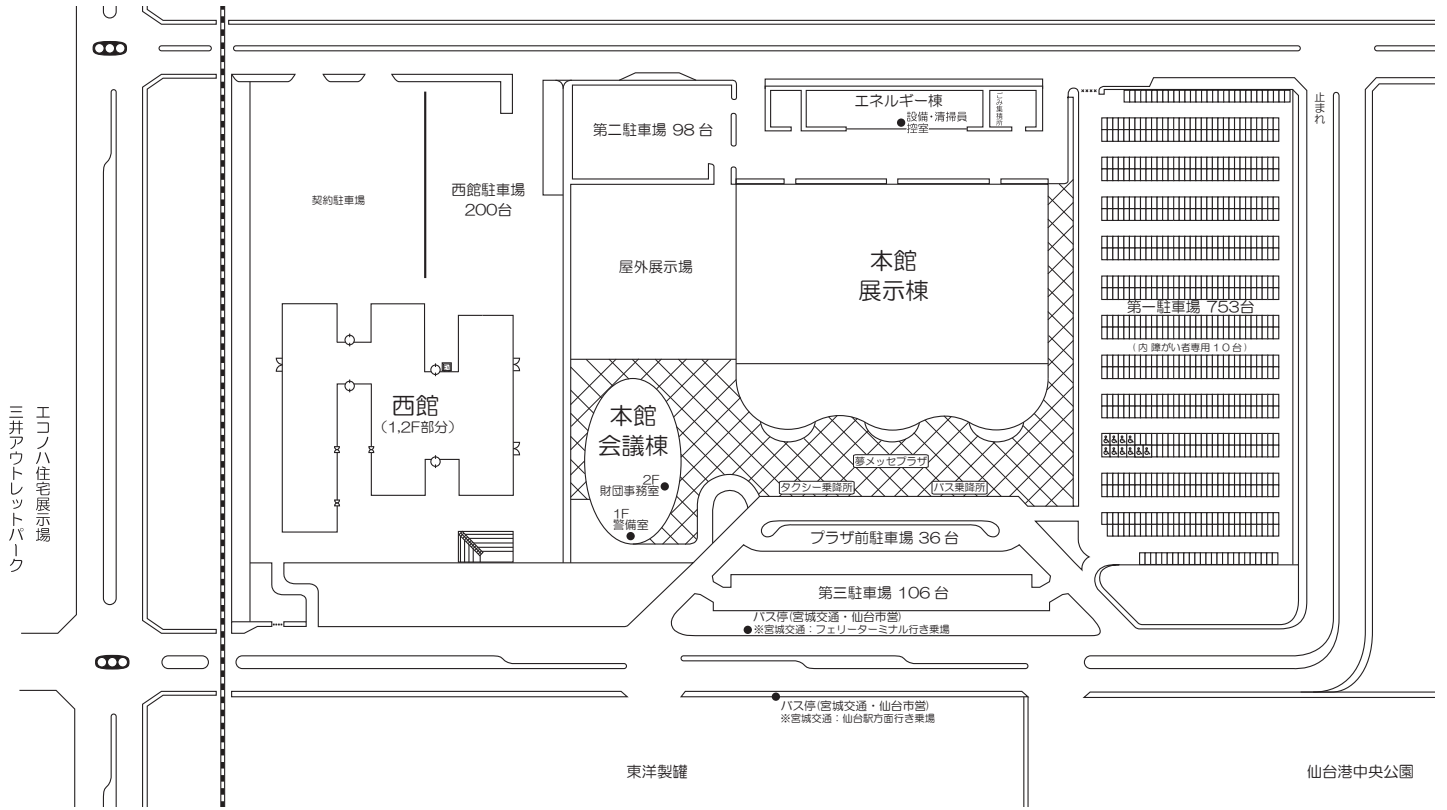 エネルギー棟
設備・清掃員
控室
ごみ集積所
止まれ
第二駐車場 98 台
契約駐車場
西館駐車場
200台
屋外展示場
本館
展示棟
第一駐車場 753台
(内 障がい者専用 10 台)
西館
(1,2F部分)
本館
会議棟
2F
財団事務室
1F
警備室
夢メッセプラザ
タクシー乗降所
バス乗降所
プラザ前駐車場 36 台
第三駐車場 106 台
バス停(宮城交通・仙台市営)
※宮城交通：フェリーターミナル行き乗場
バス停(宮城交通・仙台市営)
※宮城交通：仙台駅方面行き乗場
エコノハ住宅展示場
三井アウトレットパーク
東洋製罐
仙台港中央公園